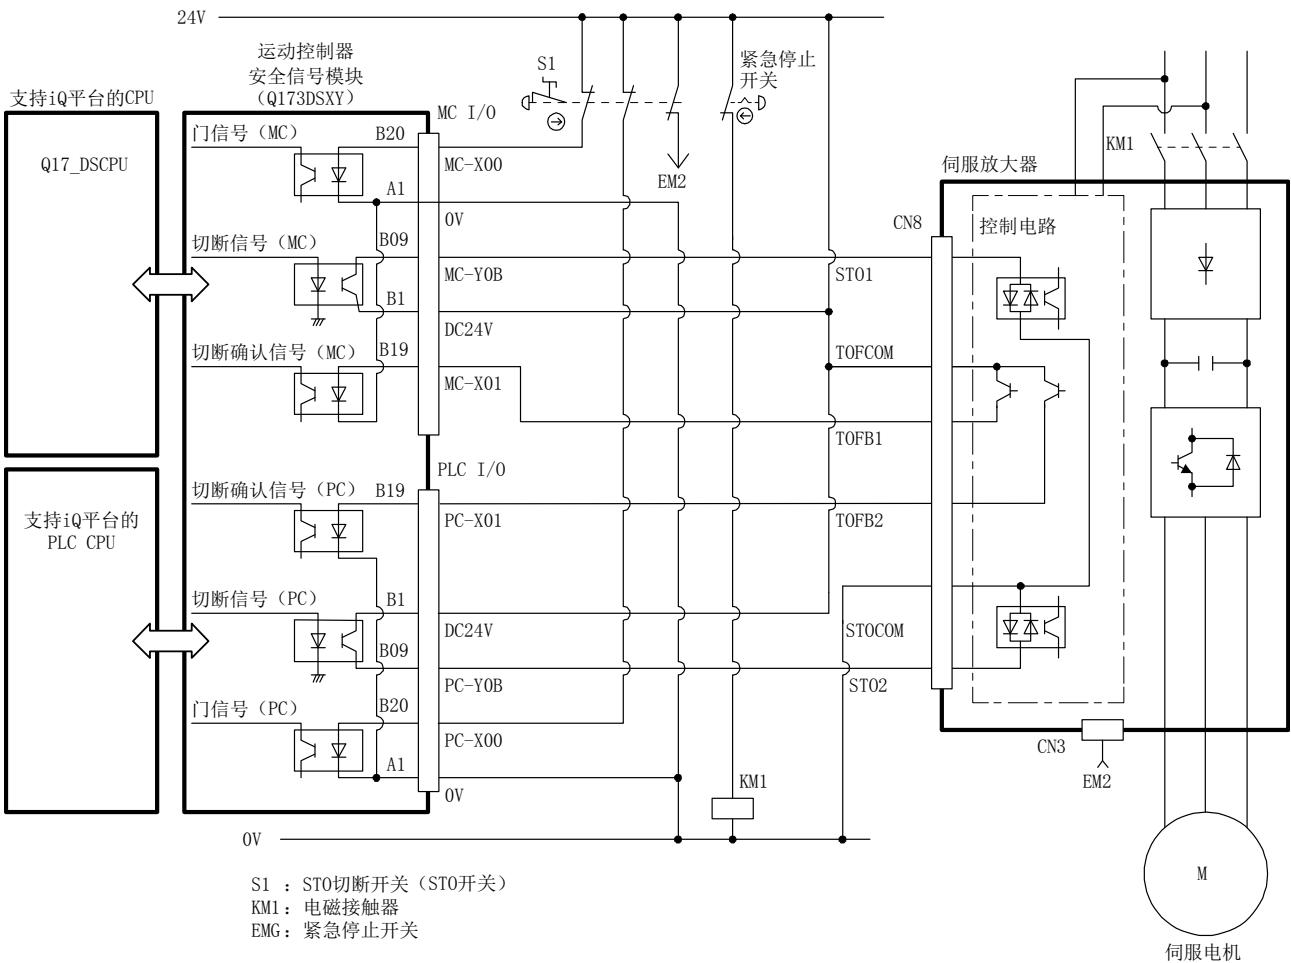 24V
运动控制器
安全信号模块
（Q173DSXY）
支持iQ平台的CPU
Q17_DSCPU
支持iQ平台的
PLC CPU
MC I/O
门信号（MC）
B20
MC-X00
A1
0V
切断信号（MC）
B09
MC-Y0B
B1
DC24V
切断确认信号（MC）
B19
MC-X01
PLC I/O
切断确认信号（PC）
B19
PC-X01
切断信号（PC）
B1
DC24V
B09
PC-Y0B
门信号（PC）
B20
PC-X00
A1
0V
S1
EM2
紧急停止
开关
KM1
伺服放大器
CN8
控制电路
STO1
TOFCOM
TOFB1
TOFB2
STOCOM
STO2
CN3
EM2
KM1
0V
M
伺服电机
S1 ：STO切断开关（STO开关）
KM1：电磁接触器
EMG：紧急停止开关